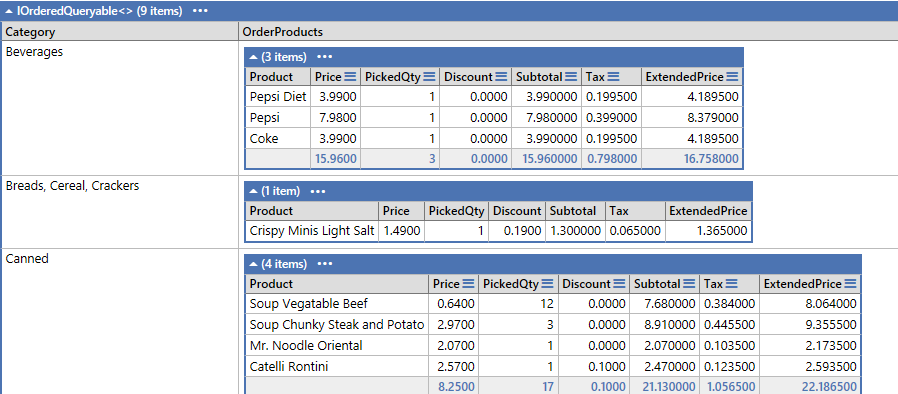 IOrderedQueryable<> (9 items) •••
Category OrderProducts
Beverages
(3 items) •••
Product Price PickedQty Discount Subtotal Tax ExtendedPrice
Pepsi Diet 3.9900 1 0.0000 3.990000 0.199500 4.189500
Pepsi 7.9800 1 0.0000 7.980000 0.399000 8.379000
Coke 3.9900 1 0.0000 3.990000 0.199500 4.189500
15.9600 3 0.0000 15.960000 0.798000 16.758000
Breads, Cereal, Crackers
(1 item) •••
Product Price PickedQty Discount Subtotal Tax ExtendedPrice
Crispy Minis Light Salt 1.4900 1 0.1900 1.300000 0.065000 1.365000
Canned
(4 items) •••
Product Price PickedQty Discount Subtotal Tax ExtendedPrice
Soup Vegatable Beef 0.6400 12 0.0000 7.680000 0.384000 8.064000
Soup Chunky Steak and Potato 2.9700 3 0.0000 8.910000 0.445500 9.355500
Mr. Noodle Oriental 2.0700 1 0.0000 2.070000 0.103500 2.173500
Catelli Rontini 2.5700 1 0.1000 2.470000 0.123500 2.593500
8.2500 17 0.1000 21.130000 1.056500 22.186500